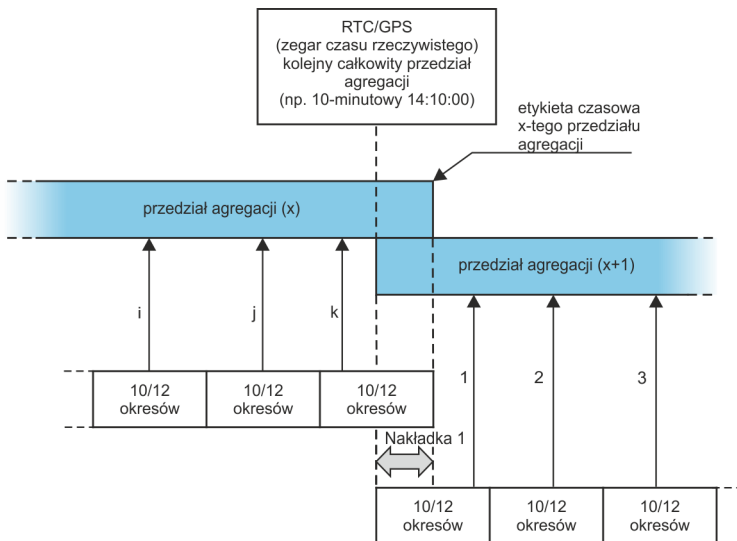 RTC/GPS
(zegar czasu rzeczywistego)
kolejny całkowity przedział
agregacji
(np. 10-minutowy 14:10:00)
etykieta czasowa
x-tego przedziału
agregacji
przedział agregacji (x)
przedział agregacji (x+1)
i
j
k
1
2
3
10/12
okresów
10/12
okresów
10/12
okresów
Nakładka 1
10/12
okresów
10/12
okresów
10/12
okresów